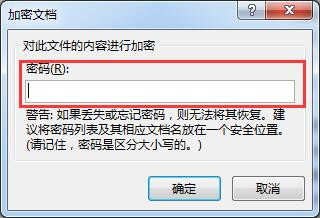 加密文档
对此文件的内容进行加密
密码(R):
警告: 如果丢失或忘记密码，则无法将其恢复。建
议将密码列表及其相应文档名放在一个安全位置。
(请记住，密码是区分大小写的。)
确定
取消